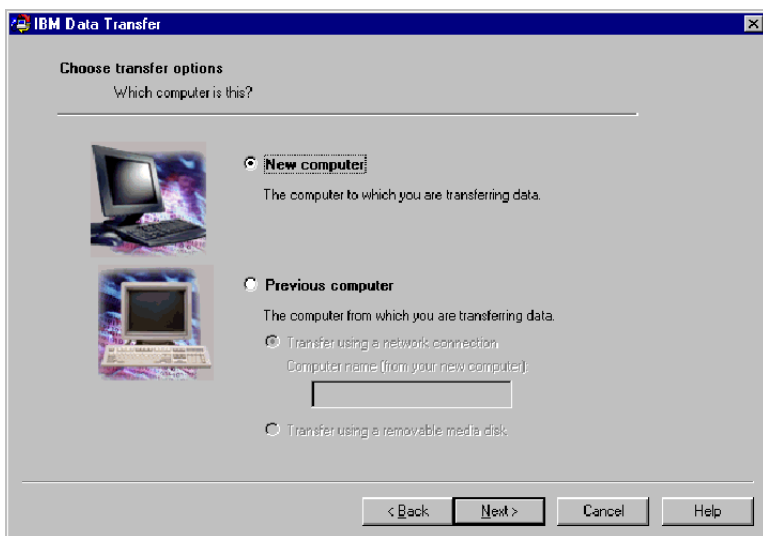 IBM Data Transfer
Choose transfer options
Which computer is this?
New computer
The computer to which you are transferring data.
Previous computer
The computer from which you are transferring data.
Transfer using a network connection
Computer name (from your new computer):
Transfer using a removable media disk
< Back Next > Cancel Help